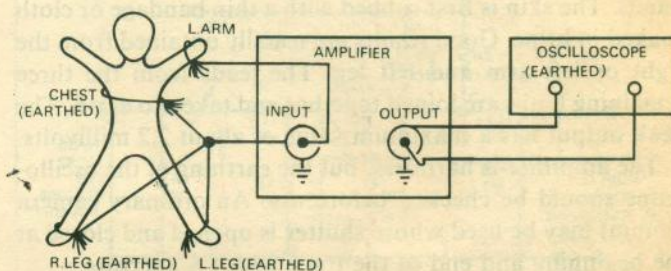 L.ARM
AMPLIFIER
OSCILLOSCOPE
(EARTHED)
CHEST
(EARTHED)
INPUT
OUTPUT
R.LEG (EARTHED)
L.LEG (EARTHED)